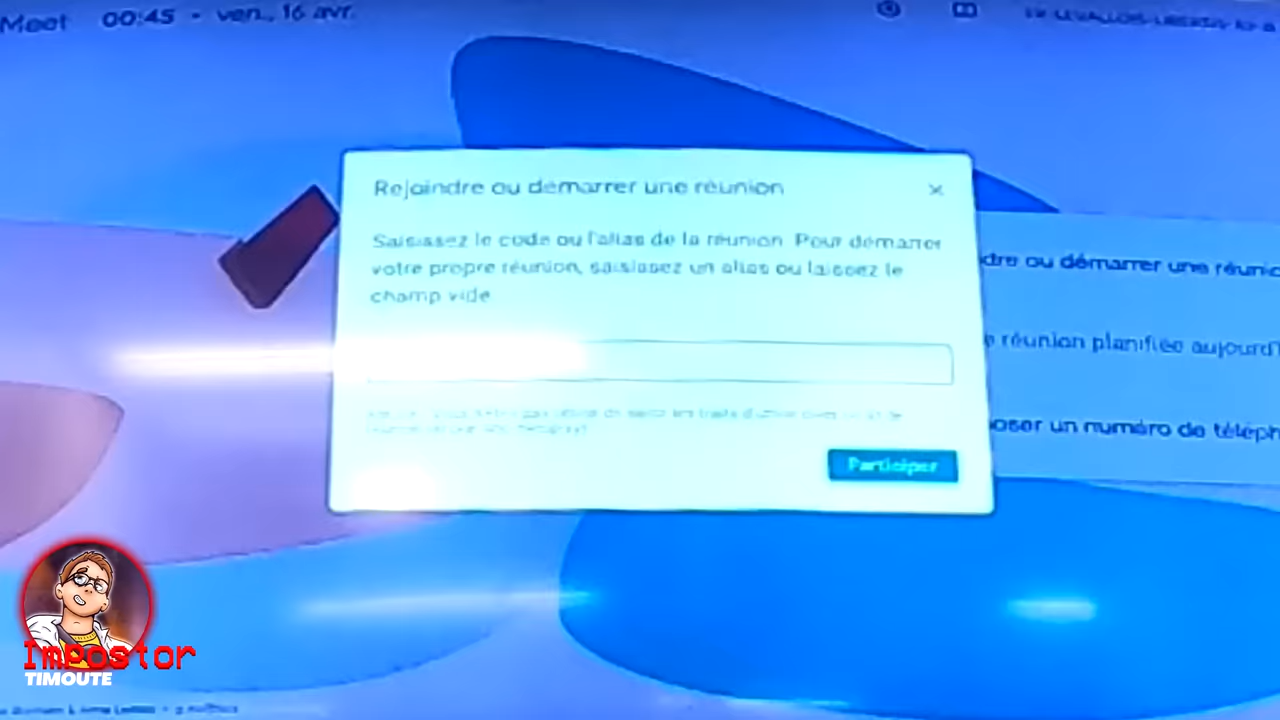 Meet 00:45 • ven., 16 avr.
Rejoindre ou démarrer une réunion
Saisissez le code ou l'alias de la réunion. Pour démarrer
votre propre réunion, saisissez un alias ou laissez le
champ vide.
Participer
dre ou démarrer une réunio
réunion planifiée aujourd'
oser un numéro de téléph
Impostor
TIMOUTE